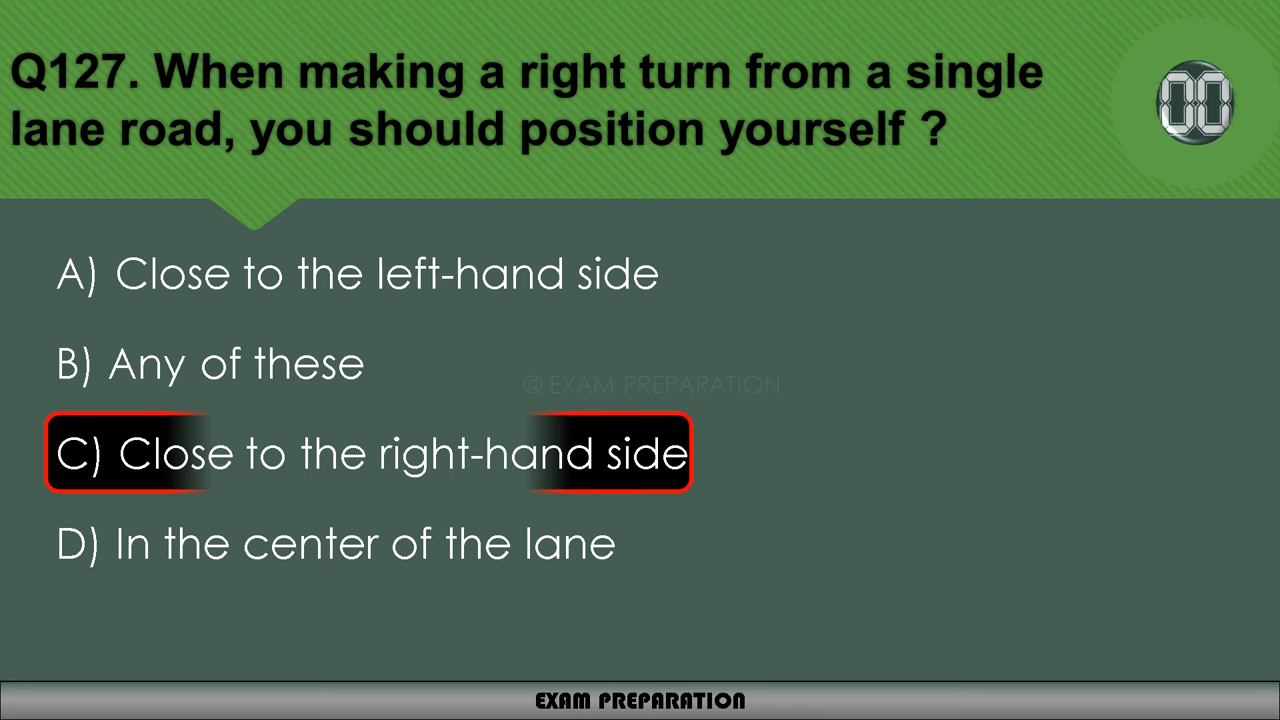 Q127. When making a right turn from a single
lane road, you should position yourself ?
00
A) Close to the left-hand side
B) Any of these
© EXAM PREPARATION
C) Close to the right-hand side
D) In the center of the lane
EXAM PREPARATION